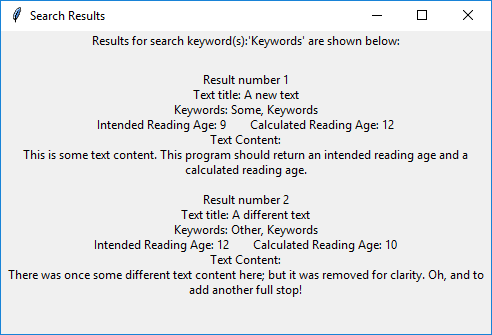 Search Results
Results for search keyword(s):'Keywords' are shown below:
Result number 1
Text title: A new text
Keywords: Some, Keywords
Intended Reading Age: 9 Calculated Reading Age: 12
Text Content:
This is some text content. This program should return an intended reading age and a
calculated reading age.
Result number 2
Text title: A different text
Keywords: Other, Keywords
Intended Reading Age: 12 Calculated Reading Age: 10
Text Content:
There was once some different text content here; but it was removed for clarity. Oh, and to
add another full stop!